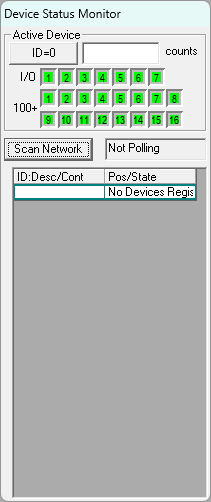 Device Status Monitor
Active Device
ID=0 counts
I/O 1 2 3 4 5 6 7
100+ 1 2 3 4 5 6 7 8
9 10 11 12 13 14 15 16
Scan Network Not Polling
ID:Desc/Cont Pos/State
No Devices Regis